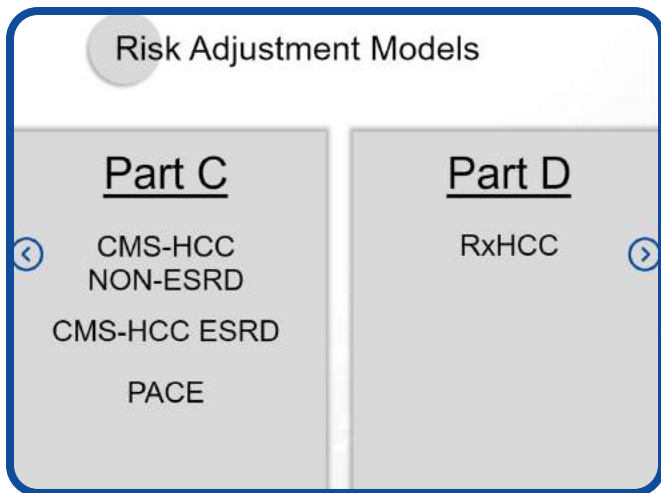 Risk Adjustment Models
Part C
CMS-HCC
NON-ESRD
CMS-HCC ESRD
PACE
Part D
RxHCC